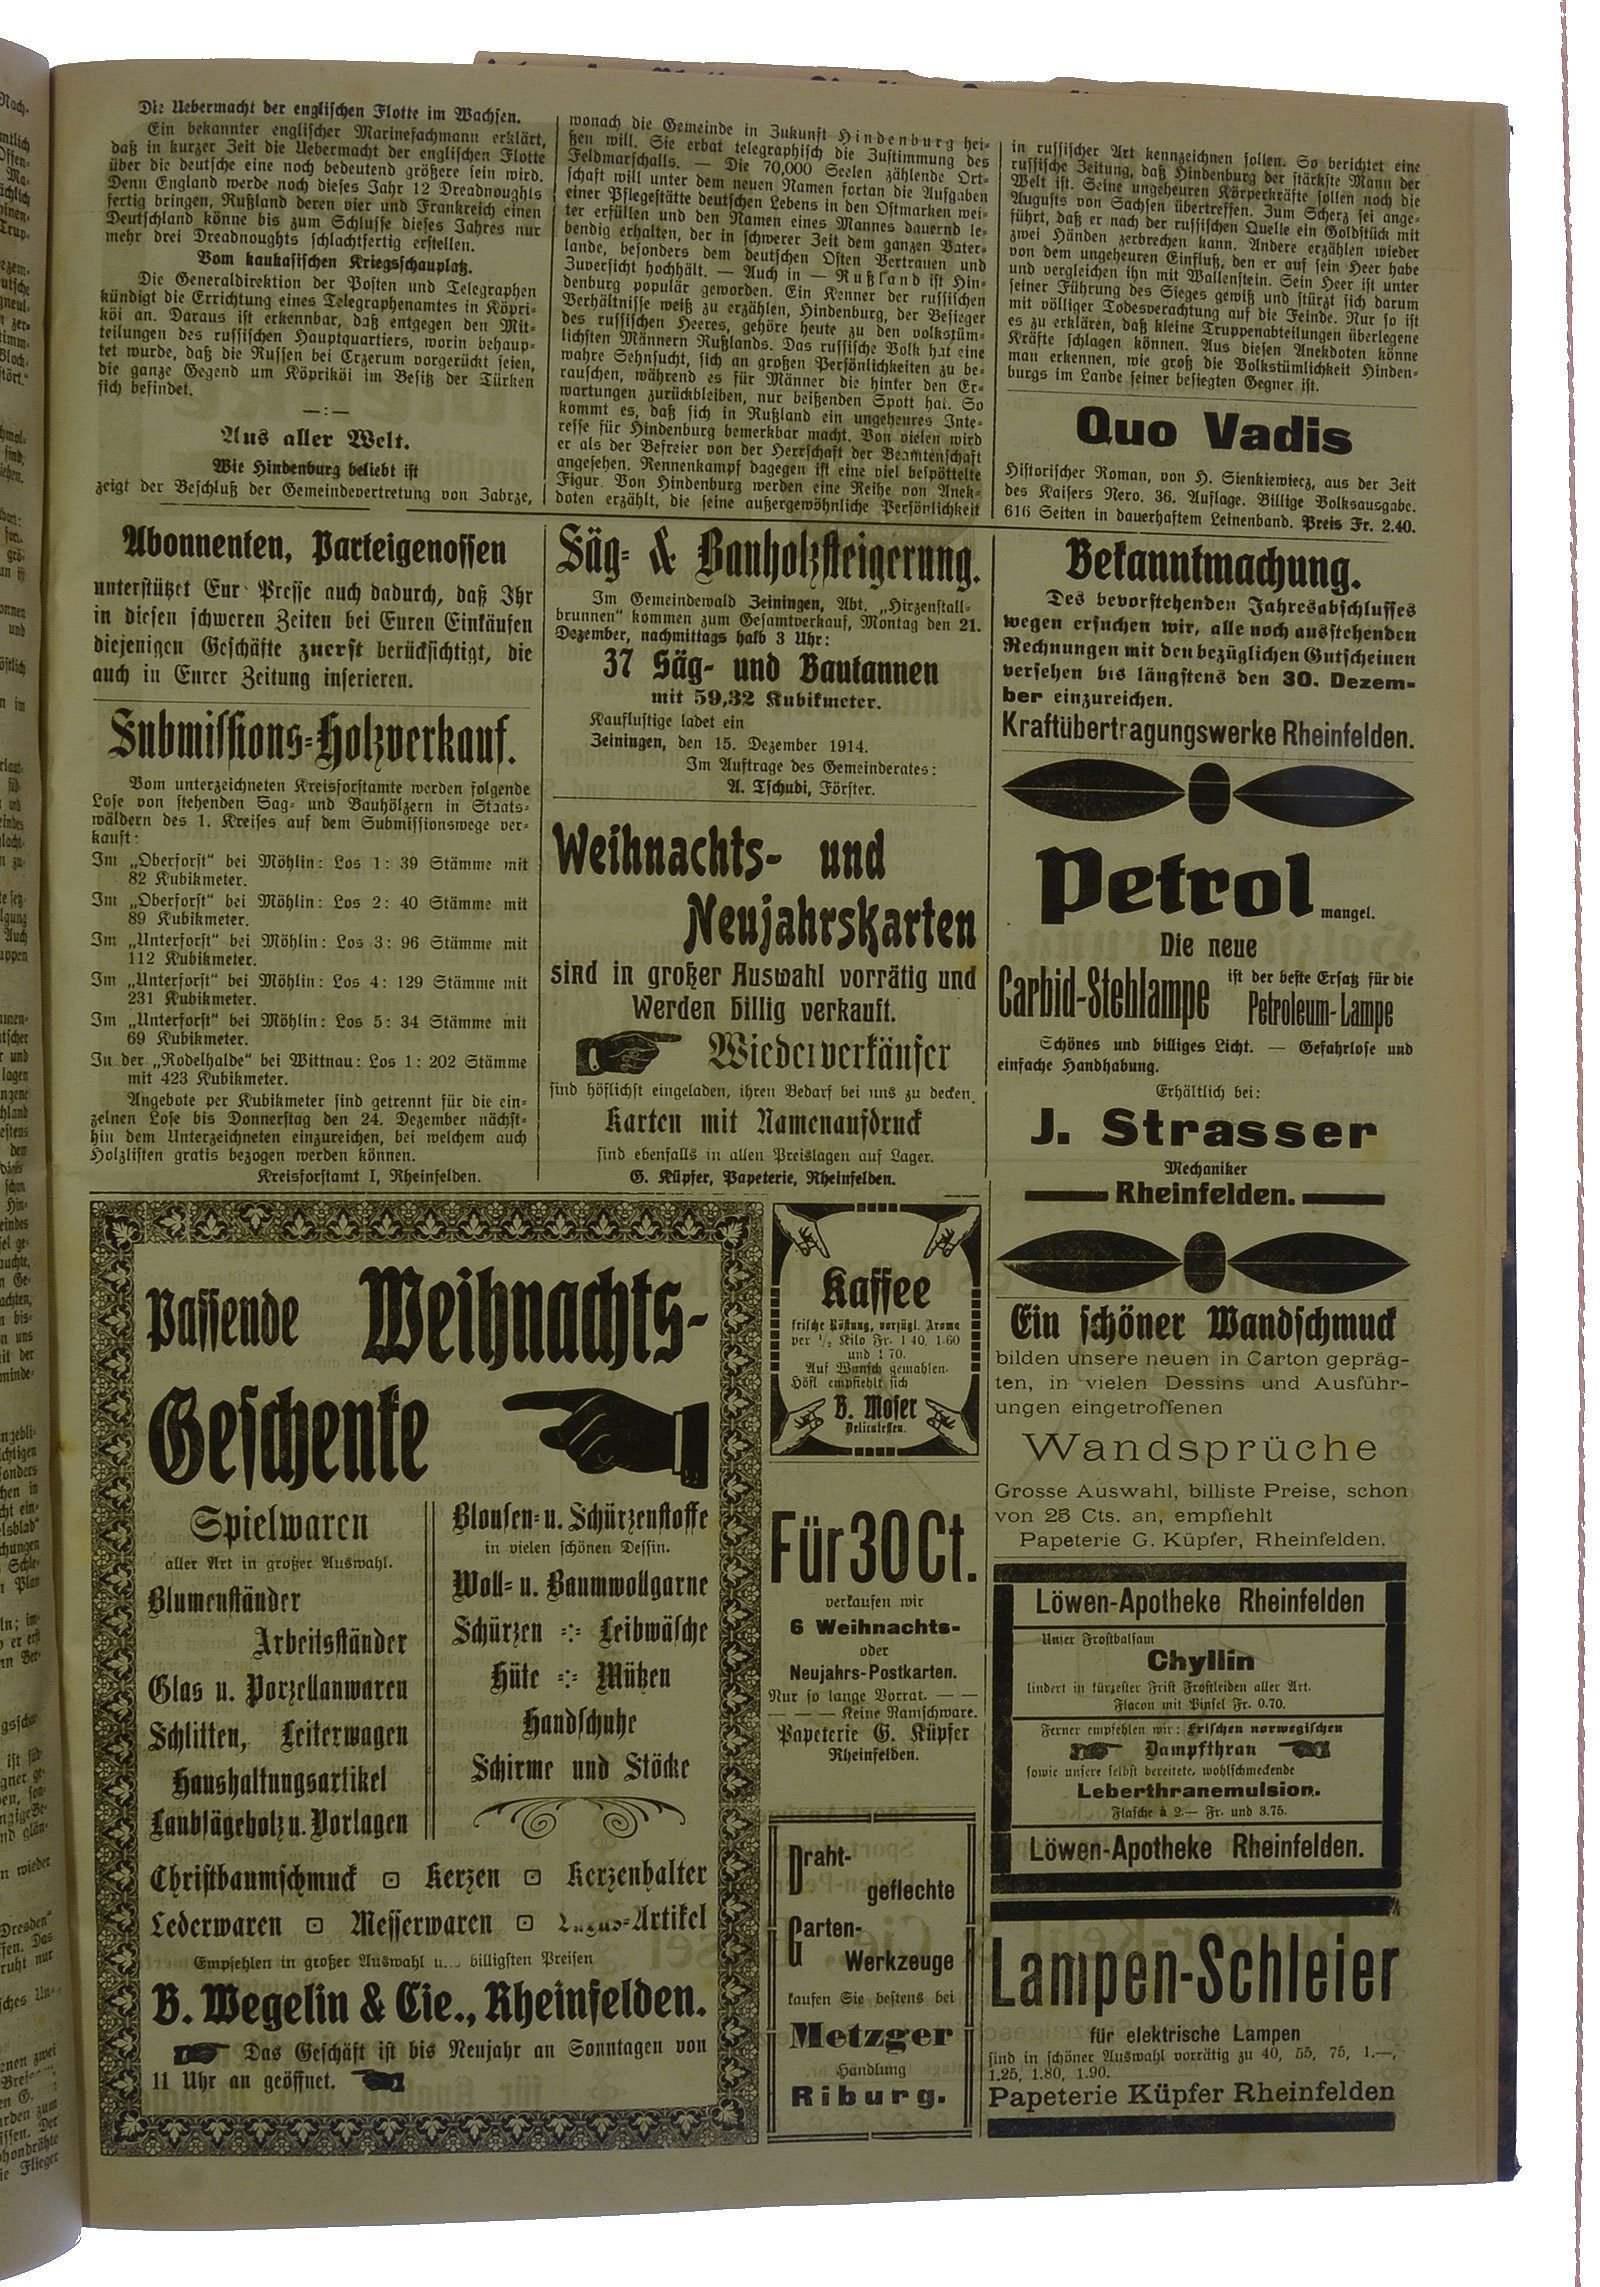 Die Uebermacht der englischen Flotte im Wachsen.
Ein bekannter englischer Marinefachmann erklärt,
daß in kurzer Zeit die Uebermacht der englischen Flotte
über die deutsche eine noch bedeutend größere sein wird.
Denn England werde noch dieses Jahr 12 Dreadnoughts
fertig bringen, Rußland deren vier und Frankreich einen
Deutschland könne bis zum Schlusse dieses Jahres nur
mehr drei Dreadnoughts schlachtfertig erstellen.
Vom kaukasischen Kriegsschauplatz.
Die Generaldirektion der Posten und Telegraphen
kündigt die Errichtung eines Telegraphenamtes in Köpri-
köi an. Daraus ist erkennbar, daß entgegen den Mit-
teilungen des russischen Hauptquartiers, worin behaup-
tet wurde, daß die Russen bei Erzerum vorgerückt seien,
die ganze Gegend um Köpriköi im Besitz der Türken
sich befindet.
—:—
Aus aller Welt.
Wie Hindenburg beliebt ist
zeigt der Beschluß der Gemeindevertretung von Zabrze,
wonach die Gemeinde in Zukunft Hindenburg hei-
ßen will. Sie erbat telegraphisch die Zustimmung des
Feldmarschalls. — Die 70,000 Seelen zählende Ort-
schaft will unter dem neuen Namen fortan die Aufgaben
einer Pflegestätte deutschen Lebens in den Ostmarken wei-
ter erfüllen und den Namen eines Mannes dauernd le-
bendig erhalten, der in schwerer Zeit dem ganzen Vater-
lande, besonders dem deutschen Osten Vertrauen und
Zuversicht hochhält. — Auch in — Rußland ist Hin-
denburg populär geworden. Ein Kenner der russischen
Verhältnisse weiß zu erzählen, Hindenburg, der Besieger
des russischen Heeres, gehöre heute zu den volkstüm-
lichsten Männern Rußlands. Das russische Volk hat eine
wahre Sehnsucht, sich an großen Persönlichkeiten zu be-
rauschen, während es für Männer die hinter den Er-
wartungen zurückbleiben, nur beißenden Spott hat. So
kommt es, daß sich in Rußland ein ungeheures Inte-
resse für Hindenburg bemerkbar macht. Von vielen wird
er als der Befreier von der Herrschaft der Beamtenschaft
angesehen. Rennenkampf dagegen ist eine viel bespöttelte
Figur. Von Hindenburg werden eine Reihe von Anek-
doten erzählt, die seine außergewöhnliche Persönlichkeit
in russischer Art kennzeichnen sollen. So berichtet eine
russische Zeitung, daß Hindenburg der stärkste Mann der
Welt ist. Seine ungeheuren Körperkräfte sollen noch die
Augusts von Sachsen übertreffen. Zum Scherz sei ange-
führt, daß er nach der russischen Quelle ein Goldstück mit
zwei Händen zerbrechen kann. Andere erzählen wieder
von dem ungeheuren Einfluß, den er auf sein Heer habe
und vergleichen ihn mit Wallenstein. Sein Heer ist unter
seiner Führung des Sieges gewiß und stürzt sich darum
mit völliger Todesverachtung auf die Feinde. Nur so ist
es zu erklären, daß kleine Truppenabteilungen überlegene
Kräfte schlagen können. Aus diesen Anekdoten könne
man erkennen, wie groß die Volkstümlichkeit Hinden-
burgs im Lande seiner besiegten Gegner ist.
Quo Vadis
Historischer Roman, von H. Sienkiewiecz, aus der Zeit
des Kaisers Nero. 36. Auflage. Billige Volksausgabe.
616 Seiten in dauerhaftem Leinenband. Preis Fr. 2.40.
Abonnenten, Parteigenossen
unterstützet Eure Presse auch dadurch, daß Ihr
in diesen schweren Zeiten bei Euren Einkäufen
diejenigen Geschäfte zuerst berücksichtigt, die
auch in Eurer Zeitung inserieren.
Submissions-Holzverkauf.
Vom unterzeichneten Kreisforstamte werden folgende
Lose von stehenden Sag- und Bauhölzern in Staats-
wäldern des 1. Kreises auf dem Submissionswege ver-
kauft:
Im „Oberforst“ bei Möhlin: Los 1: 39 Stämme mit
82 Kubikmeter.
Im „Oberforst“ bei Möhlin: Los 2: 40 Stämme mit
89 Kubikmeter.
Im „Unterforst“ bei Möhlin: Los 3: 96 Stämme mit
112 Kubikmeter.
Im „Unterforst“ bei Möhlin: Los 4: 129 Stämme mit
231 Kubikmeter.
Im „Unterforst“ bei Möhlin: Los 5: 34 Stämme mit
69 Kubikmeter.
In der „Rodelhalde“ bei Wittnau: Los 1: 202 Stämme
mit 423 Kubikmeter.
Angebote per Kubikmeter sind getrennt für die ein-
zelnen Lose bis Donnerstag den 24. Dezember nächst-
hin dem Unterzeichneten einzureichen, bei welchem auch
Holzlisten gratis bezogen werden können.
Kreisforstamt I, Rheinfelden.
Säg- & Bauholzsteigerung.
Im Gemeindewald Zeiningen, Abt. „Hirzenstall-
brunnen“ kommen zum Gesamtverkauf, Montag den 21.
Dezember, nachmittags halb 3 Uhr:
37 Säg- und Bautannen
mit 59,32 Kubikmeter.
Kauflustige ladet ein
Zeiningen, den 15. Dezember 1914.
Im Auftrage des Gemeinderates:
A. Tschudi, Förster.
Weihnachts- und
Neujahrskarten
sind in großer Auswahl vorrätig und
werden billig verkauft.
Wiederverkäufer
sind höflichst eingeladen, ihren Bedarf bei uns zu decken.
Karten mit Namenaufdruck
sind ebenfalls in allen Preislagen auf Lager.
G. Küpfer, Papeterie, Rheinfelden.
Bekanntmachung.
Des bevorstehenden Jahresabschlusses
wegen ersuchen wir, alle noch ausstehenden
Rechnungen mit den bezüglichen Gutscheinen
versehen bis längstens den 30. Dezem-
ber einzureichen.
Kraftübertragungswerke Rheinfelden.
Petrol mangel.
Die neue
Carbid-Stehlampe ist der beste Ersatz für die
Petroleum-Lampe
Schönes und billiges Licht. — Gefahrlose und
einfache Handhabung.
Erhältlich bei:
J. Strasser
Mechaniker
Rheinfelden.
Passende Weihnachts-
Geschenke
Spielwaren
aller Art in großer Auswahl.
Blumenständer
Arbeitsständer
Glas u. Porzellanwaren
Schlitten, Leiterwagen
Haushaltungsartikel
Laubsägeholz u. Vorlagen
Blousen- u. Schürzenstoffe
in vielen schönen Dessin.
Woll- u. Baumwollgarne
Schürzen -:- Leibwäsche
Hüte -:- Mützen
Handschuhe
Schirme und Stöcke
Christbaumschmuck ⊡ Kerzen ⊡ Kerzenhalter
Lederwaren ⊡ Messerwaren ⊡ Luxus-Artikel
Empfehlen in großer Auswahl u. billigsten Preisen
B. Wegelin & Cie., Rheinfelden.
Das Geschäft ist bis Neujahr an Sonntagen von
11 Uhr an geöffnet.
Kaffee
frische Röstung, vorzügl. Aroma
per 1/2 Kilo Fr. 1 40, 1·60
und 1 70.
Auf Wunsch gemahlen.
Höfl empfiehlt sich
B. Moser
Delicatessen.
Für 30 Ct.
verkaufen wir
6 Weihnachts-
oder
Neujahrs-Postkarten.
Nur so lange Vorrat. — —
— — — Keine Ramschware.
Papeterie G. Küpfer
Rheinfelden.
Draht-
geflechte
Garten-
Werkzeuge
kaufen Sie bestens bei
Metzger
Handlung
Riburg.
Ein schöner Wandschmuck
bilden unsere neuen in Carton gepräg-
ten, in vielen Dessins und Ausführ-
ungen eingetroffenen
Wandsprüche
Grosse Auswahl, billiste Preise, schon
von 25 Cts. an, empfiehlt
Papeterie G. Küpfer, Rheinfelden.
Löwen-Apotheke Rheinfelden
Unser Frostbalsam
Chyllin
lindert in kürzester Frist Frostleiden aller Art.
Flacon mit Pinsel Fr. 0.70.
Ferner empfehlen wir: frischen norwegischen
Dampfthran
sowie unsere selbst bereitete, wohlschmeckende
Leberthranemulsion.
Flasche à 2.— Fr. und 3.75.
Löwen-Apotheke Rheinfelden.
Lampen-Schleier
für elektrische Lampen
sind in schöner Auswahl vorrätig zu 40, 55, 75, 1.—,
1.25, 1.80, 1.90.
Papeterie Küpfer Rheinfelden